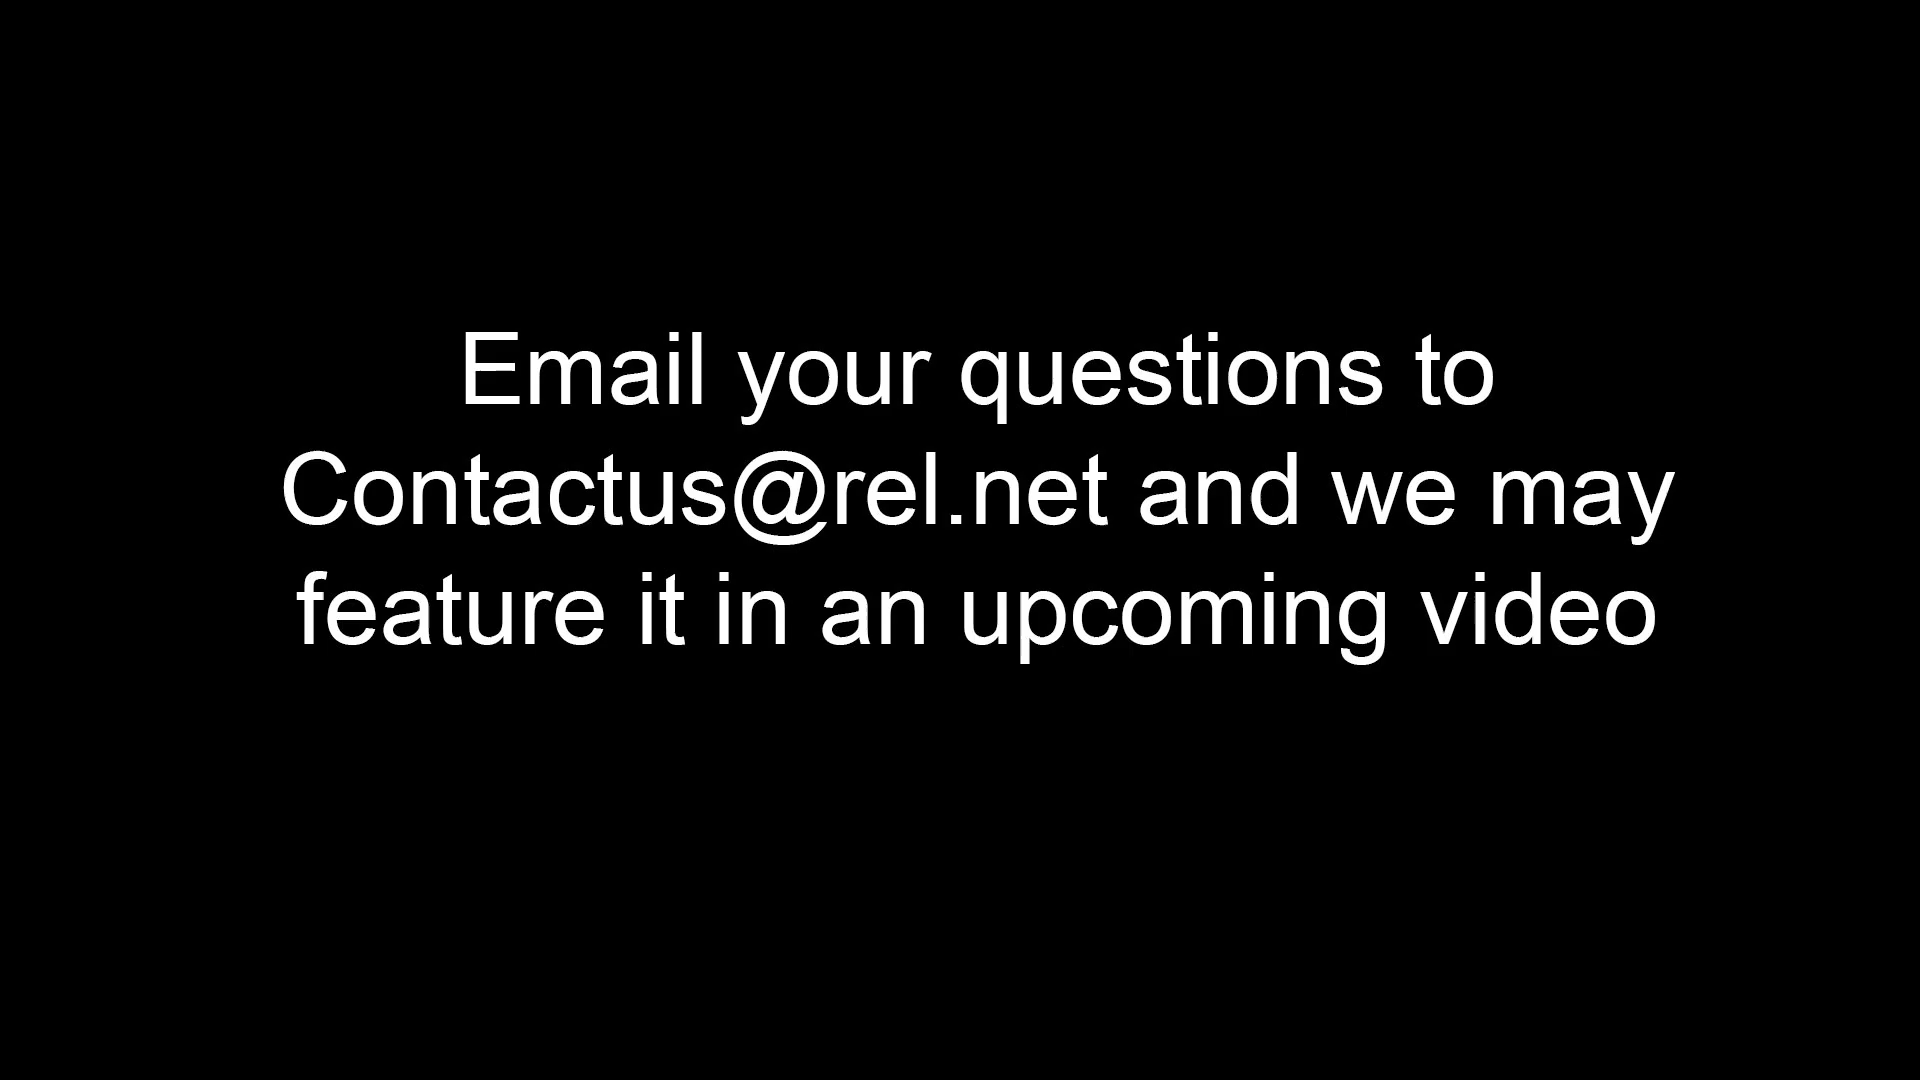 Email your questions to
Contactus@rel.net and we may
feature it in an upcoming video